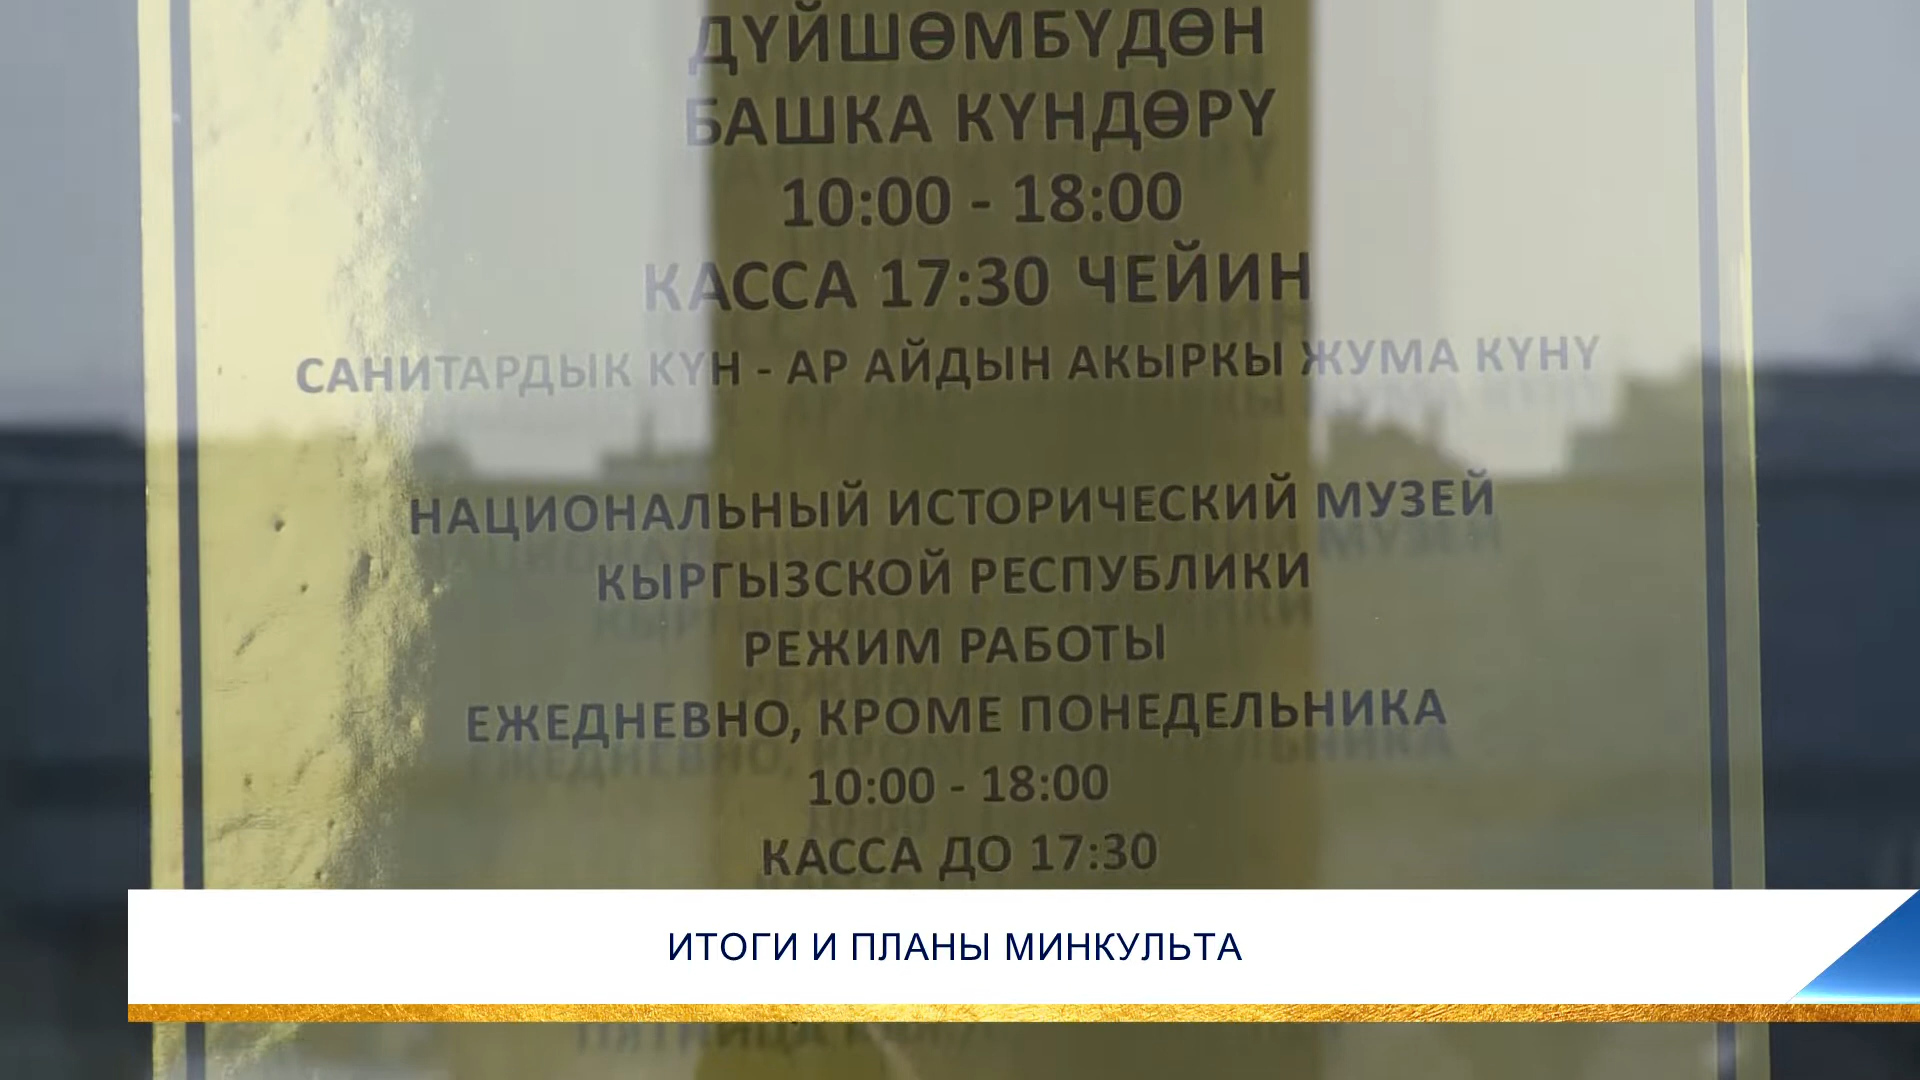 ДҮЙШӨМБҮДӨН
БАШКА КҮНДӨРҮ
10:00 - 18:00
КАССА 17:30 ЧЕЙИН
САНИТАРДЫК КҮН - АР АЙДЫН АКЫРКЫ ЖУМА КҮНҮ
НАЦИОНАЛЬНЫЙ ИСТОРИЧЕСКИЙ МУЗЕЙ
КЫРГЫЗСКОЙ РЕСПУБЛИКИ
РЕЖИМ РАБОТЫ
ЕЖЕДНЕВНО, КРОМЕ ПОНЕДЕЛЬНИКА
10:00 - 18:00
КАССА ДО 17:30
ИТОГИ И ПЛАНЫ МИНКУЛЬТА